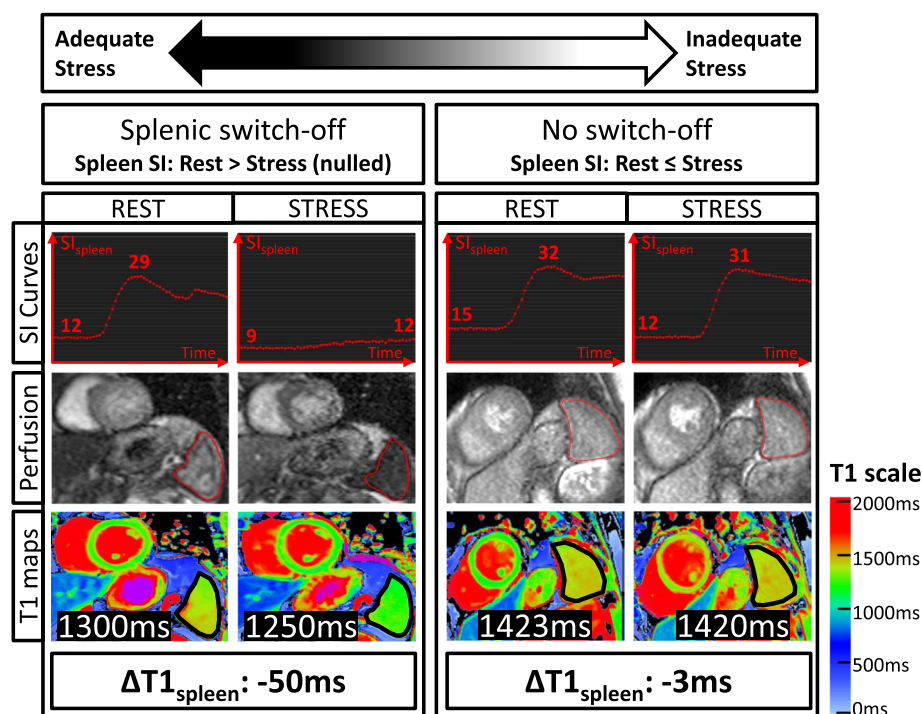 Adequate
Stress
Inadequate
Stress
Splenic switch-off
Spleen SI: Rest > Stress (nulled)
No switch-off
Spleen SI: Rest ≤ Stress
REST
STRESS
REST
STRESS
SI Curves
SIspleen
29
12
9
12
Time
Time
SIspleen
32
15
31
12
Time
Time
Perfusion
T1 maps
1300ms
1250ms
1423ms
1420ms
T1 scale
2000ms
1500ms
1000ms
500ms
0ms
ΔT1spleen: -50ms
ΔT1spleen: -3ms